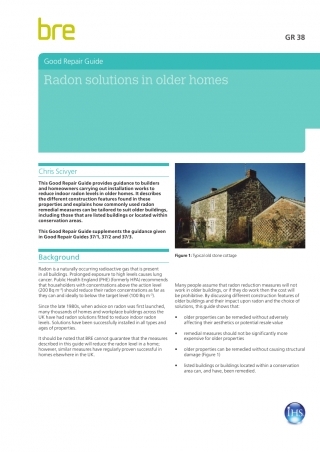 bre
GR 38
Good Repair Guide
Radon solutions in older homes
Chris Scivyer
This Good Repair Guide provides guidance to builders
and homeowners carrying out installation works to
reduce indoor radon levels in older homes. It describes
the different construction features found in these
properties and explains how commonly used radon
remedial measures can be tailored to suit older buildings,
including those that are listed buildings or located within
conservation areas.
This Good Repair Guide supplements the guidance given
in Good Repair Guides 37/1, 37/2 and 37/3.
Background
Radon is a naturally occurring radioactive gas that is present
in all buildings. Prolonged exposure to high levels causes lung
cancer. Public Health England (PHE) (formerly HPA) recommends
that householders with concentrations above the action level
(200 Bq m⁻³) should reduce their radon concentrations as far as
they can and ideally to below the target level (100 Bq m⁻³).
Since the late 1980s, when advice on radon was first launched,
many thousands of homes and workplace buildings across the
UK have had radon solutions fitted to reduce indoor radon
levels. Solutions have been successfully installed in all types and
ages of properties.
It should be noted that BRE cannot guarantee that the measures
described in this guide will reduce the radon level in a home;
however, similar measures have regularly proven successful in
homes elsewhere in the UK.
Figure 1: Typical old stone cottage
Many people assume that radon reduction measures will not
work in older buildings, or if they do work then the cost will
be prohibitive. By discussing different construction features of
older buildings and their impact upon radon and the choice of
solutions, this guide shows that:
• older properties can be remedied without adversely
affecting their aesthetics or potential resale value
• remedial measures should not be significantly more
expensive for older properties
• older properties can be remedied without causing structural
damage (Figure 1)
• listed buildings or buildings located within a conservation
area can, and have, been remedied.
IHS